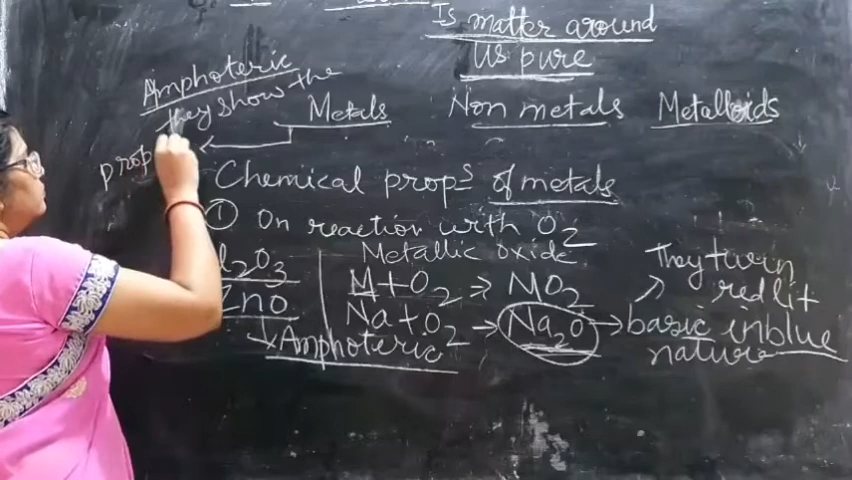 Is matter around
us pure
Amphoteric
they show the
prop
Metals
Non metals
Metalloids
Chemical props of metals
① On reaction with O2
l2O3
Zno
Amphoteric
Metallic oxide
M+O2 → MO2
Na+O2 → Na2O → basic in nature
They turn
red lit
blue